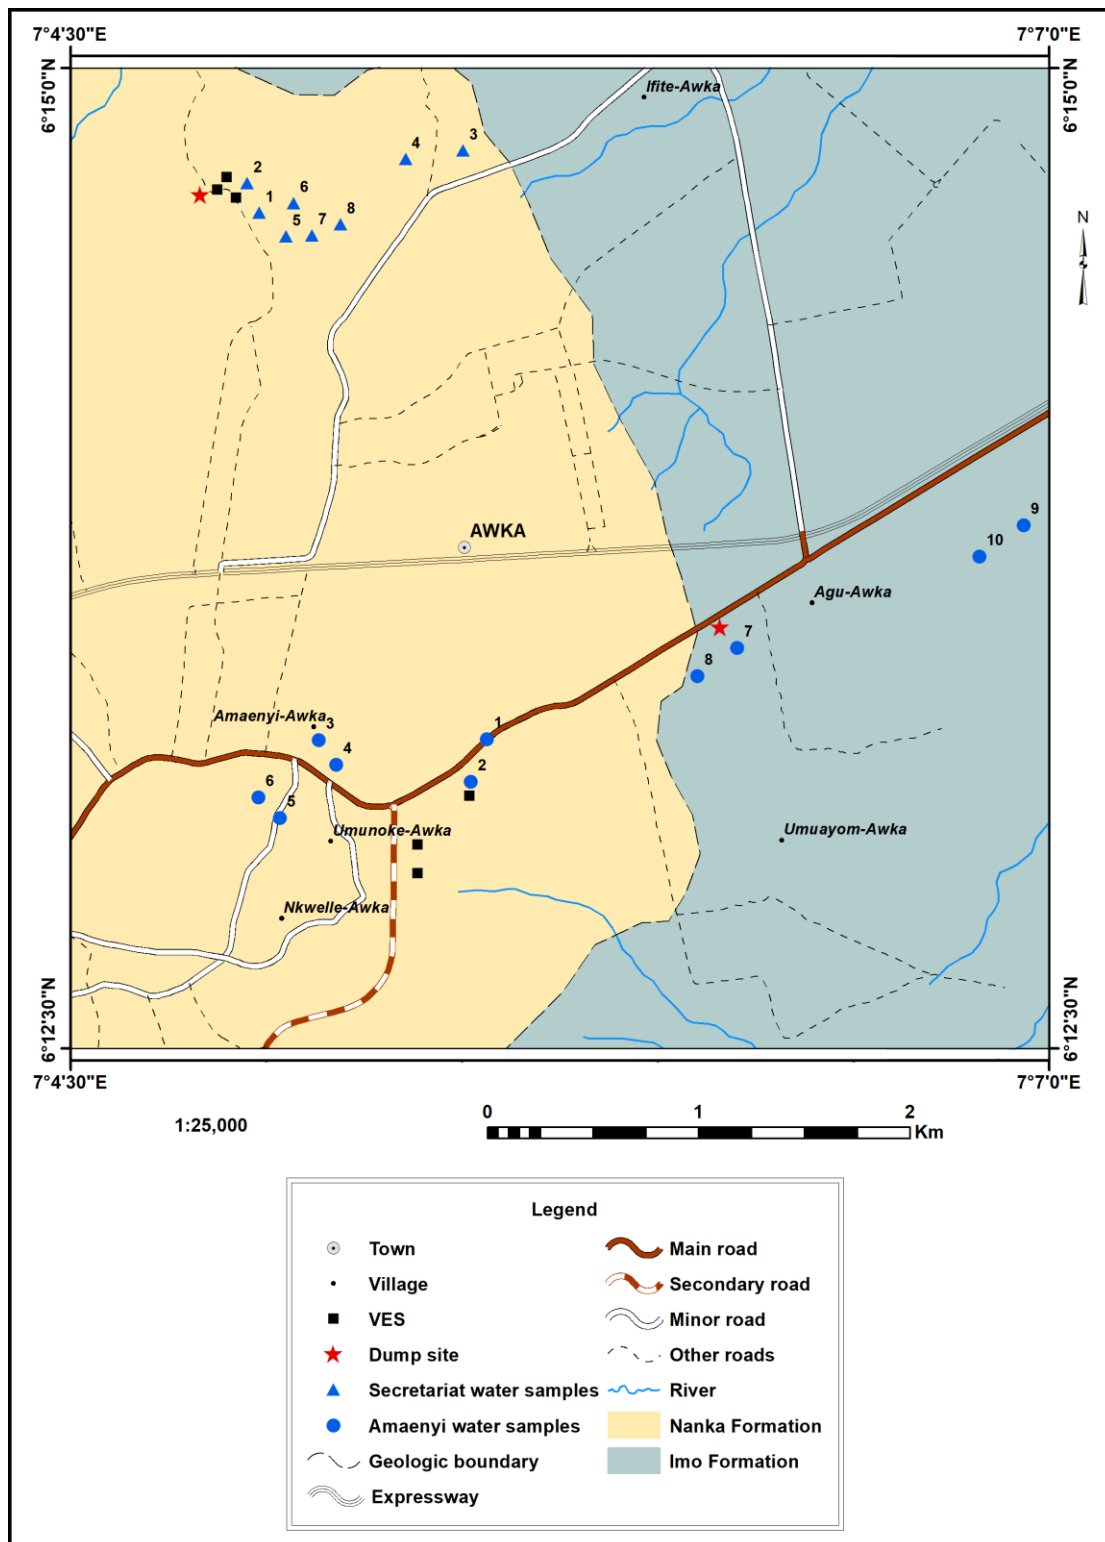 7°4'30"E
7°7'0"E
6°15'0"N
6°15'0"N
Ifite-Awka
3
4
2
6
1
8
5
7
N
AWKA
9
10
Agu-Awka
7
8
Amaenyi-Awka
3
1
4
2
6
5
Umunoke-Awka
Umuayom-Awka
Nkwelle-Awka
6°12'30"N
6°12'30"N
7°4'30"E
7°7'0"E
1:25,000
0 1 2
Km
Legend
Town
Village
VES
Dump site
Secretariat water samples
Amaenyi water samples
Geologic boundary
Expressway
Main road
Secondary road
Minor road
Other roads
River
Nanka Formation
Imo Formation